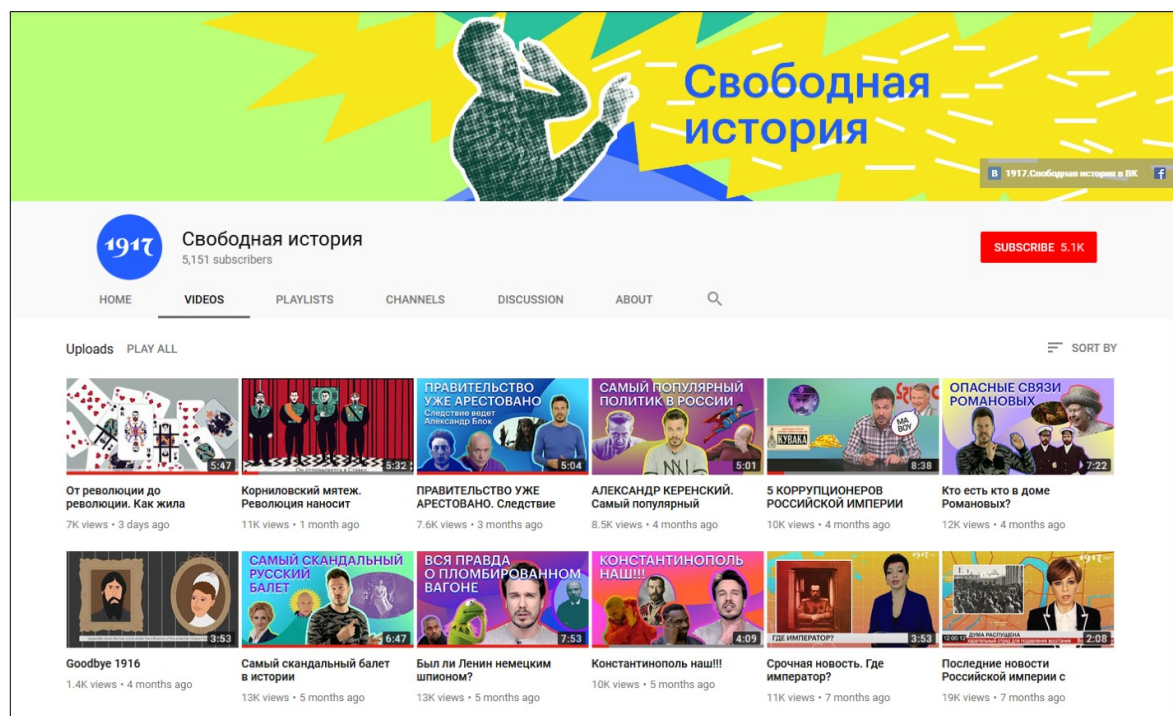 Свободная
история
В 1917.Свободная история в ВК f
1917
Свободная история
5,151 subscribers
SUBSCRIBE 5.1K
HOME VIDEOS PLAYLISTS CHANNELS DISCUSSION ABOUT
Uploads PLAY ALL
SORT BY
5:47
5:32
ПРАВИТЕЛЬСТВО
УЖЕ АРЕСТОВАНО
Следствие ведет
Александр Блок
5:04
САМЫЙ ПОПУЛЯРНЫЙ
ПОЛИТИК В РОССИИ
5:01
КУВАКА
MA
BOY
8:38
ОПАСНЫЕ СВЯЗИ
РОМАНОВЫХ
7:22
От революции до
революции. Как жила
7K views • 3 days ago
Корниловский мятеж.
Революция наносит
11K views • 1 month ago
ПРАВИТЕЛЬСТВО УЖЕ
АРЕСТОВАНО. Следствие
7.6K views • 3 months ago
АЛЕКСАНДР КЕРЕНСКИЙ.
Самый популярный
8.5K views • 4 months ago
5 КОРРУПЦИОНЕРОВ
РОССИЙСКОЙ ИМПЕРИИ
10K views • 4 months ago
Кто есть кто в доме
Романовых?
12K views • 4 months ago
3:53
САМЫЙ СКАНДАЛЬНЫЙ
РУССКИЙ
БАЛЕТ
6:47
ВСЯ ПРАВДА
О ПЛОМБИРОВАННОМ
ВАГОНЕ
7:53
КОНСТАНТИНОПОЛЬ
НАШ!!!
4:09
1917
ГДЕ ИМПЕРАТОР?
3:53
1917
ДУМА РАСПУЩЕНА
2:08
Goodbye 1916
1.4K views • 4 months ago
Самый скандальный балет
в истории
13K views • 5 months ago
Был ли Ленин немецким
шпионом?
13K views • 5 months ago
Константинополь наш!!!
10K views • 5 months ago
Срочная новость. Где
император?
11K views • 7 months ago
Последние новости
Российской империи с
19K views • 7 months ago